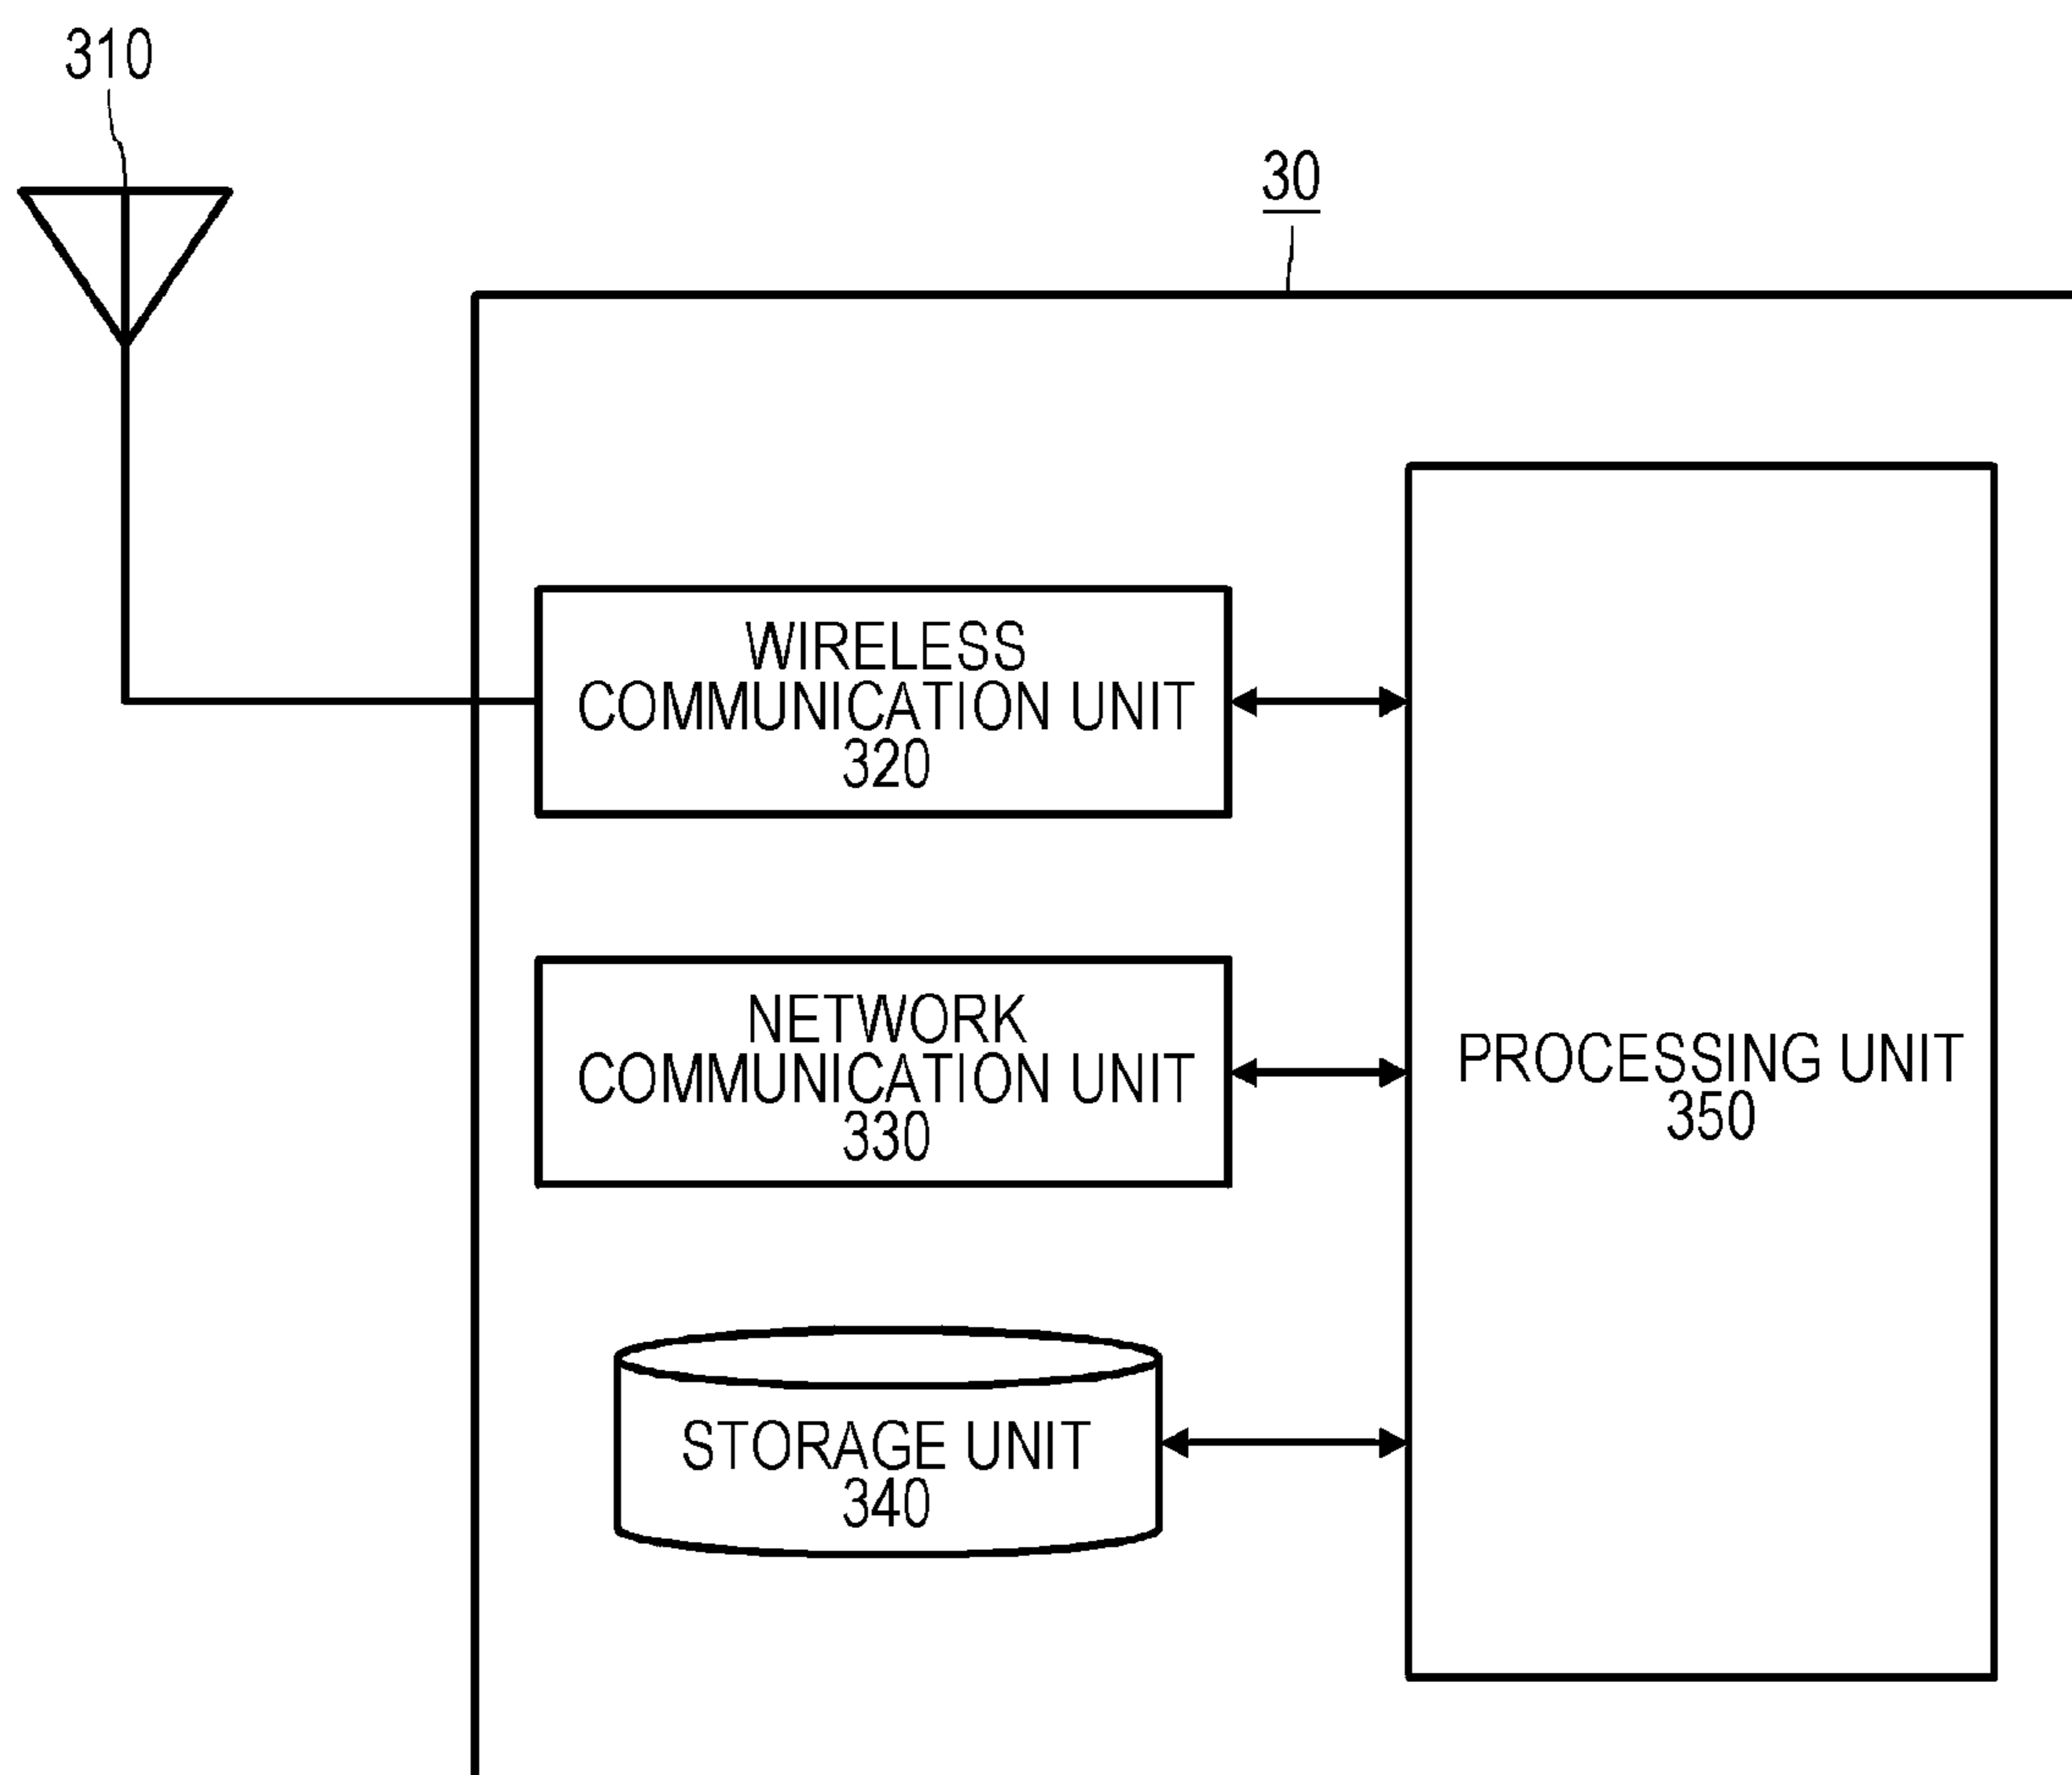 310
30
WIRELESS
COMMUNICATION UNIT
320
NETWORK
COMMUNICATION UNIT
330
PROCESSING UNIT
350
STORAGE UNIT
340